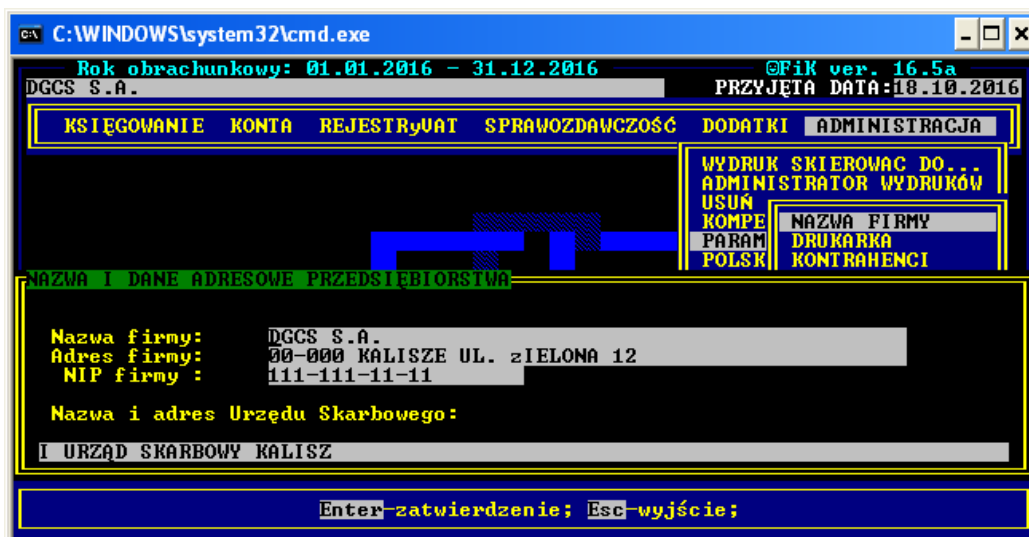 C:\WINDOWS\system32\cmd.exe
Rok obrachunkowy: 01.01.2016 - 31.12.2016 ☺FiK ver. 16.5a
DGCS S.A. PRZYJĘTA DATA:18.10.2016
KSIĘGOWANIE KONTA REJESTRyVAT SPRAWOZDAWCZOŚĆ DODATKI ADMINISTRACJA
WYDRUK SKIEROWAC DO...
ADMINISTRATOR WYDRUKÓW
USUŃ
KOMPE NAZWA FIRMY
PARAM DRUKARKA
POLSK KONTRAHENCI
NAZWA I DANE ADRESOWE PRZEDSIĘBIORSTWA
Nazwa firmy: DGCS S.A.
Adres firmy: 00-000 KALISZE UL. zIELONA 12
NIP firmy : 111-111-11-11
Nazwa i adres Urzędu Skarbowego:
I URZĄD SKARBOWY KALISZ
Enter-zatwierdzenie; Esc-wyjście;